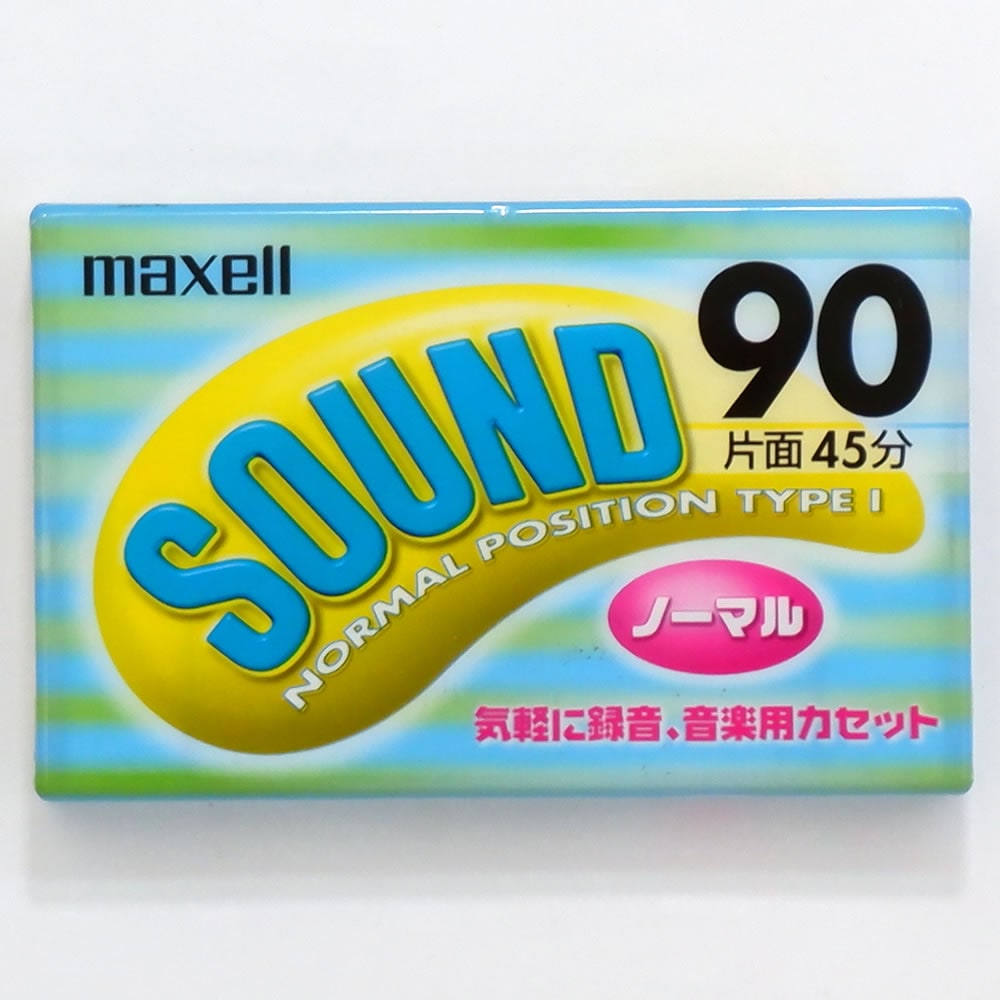 maxell
90
片面45分
SOUND
NORMAL POSITION TYPE I
ノーマル
気軽に録音、音楽用カセット